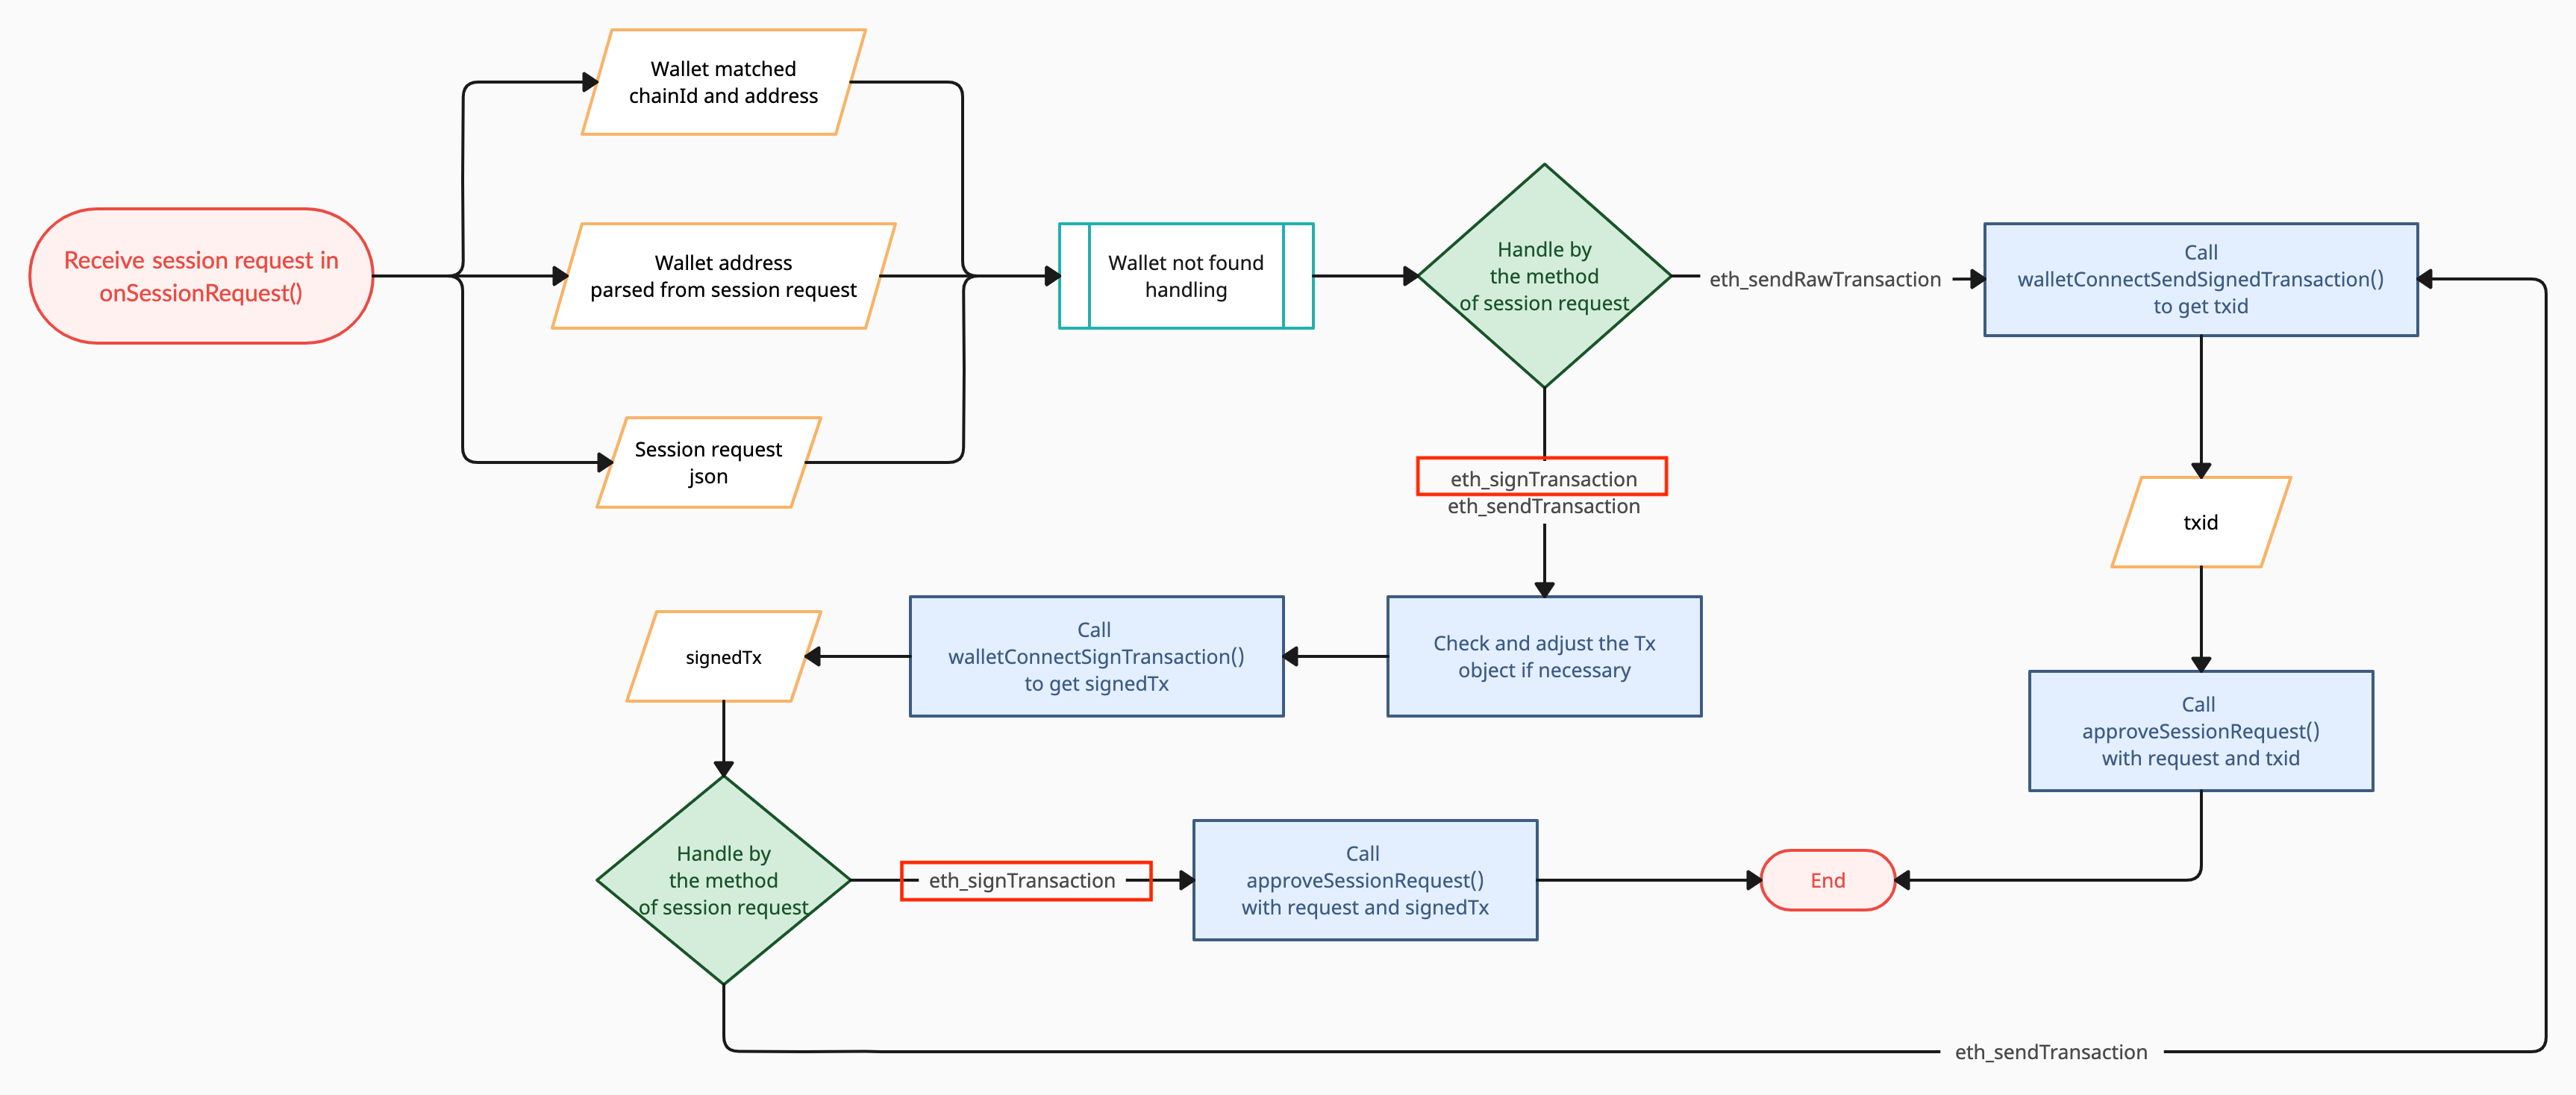 Wallet matched
chainId and address
Receive session request in
onSessionRequest()
Wallet address
parsed from session request
Session request
json
Wallet not found
handling
Handle by
the method
of session request
eth_sendRawTransaction
Call
walletConnectSendSignedTransaction()
to get txid
eth_signTransaction
eth_sendTransaction
txid
Check and adjust the Tx
object if necessary
Call
walletConnectSignTransaction()
to get signedTx
signedTx
Call
approveSessionRequest()
with request and txid
Handle by
the method
of session request
eth_signTransaction
Call
approveSessionRequest()
with request and signedTx
End
eth_sendTransaction